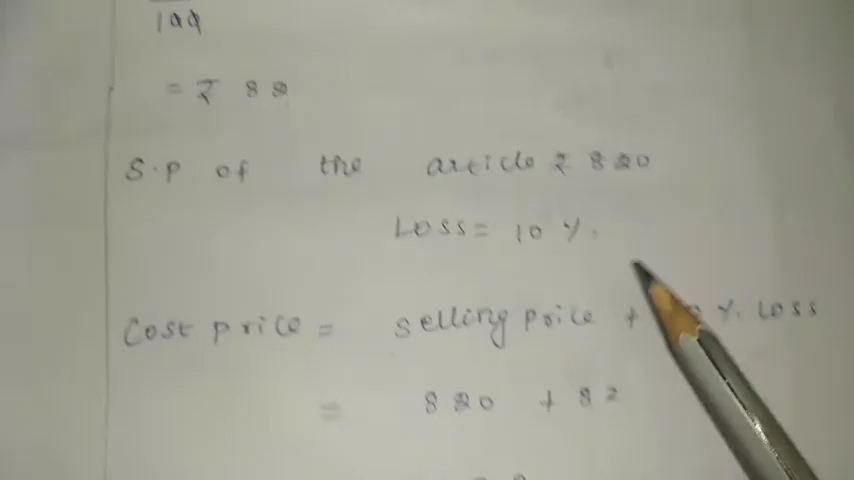 100
= ₹ 82
S.P of the article ₹ 820
Loss = 10 %.
Cost price = selling price + % Loss
= 820 + 82